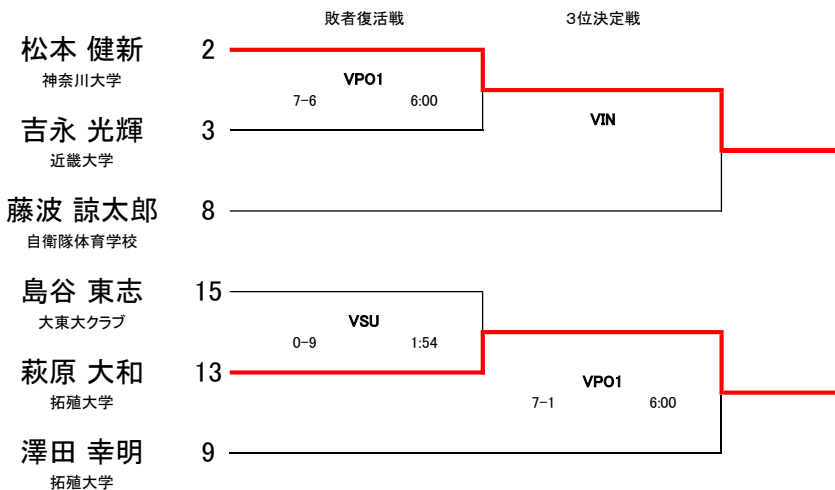 敗者復活戦 3位決定戦
松本 健新 2
神奈川大学
VPO1
7-6 6:00
VIN
吉永 光輝 3
近畿大学
藤波 諒太郎 8
自衛隊体育学校
島谷 東志 15
大東大クラブ
VSU
0-9 1:54
萩原 大和 13
拓殖大学
VPO1
7-1 6:00
澤田 幸明 9
拓殖大学